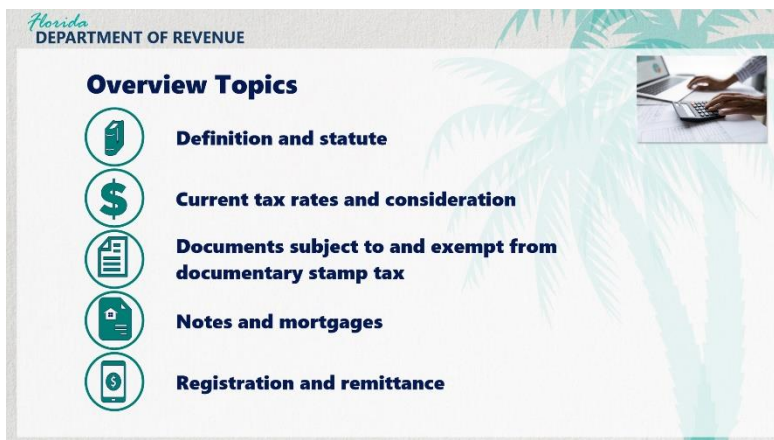 Florida
DEPARTMENT OF REVENUE
Overview Topics
Definition and statute
Current tax rates and consideration
Documents subject to and exempt from
documentary stamp tax
Notes and mortgages
Registration and remittance